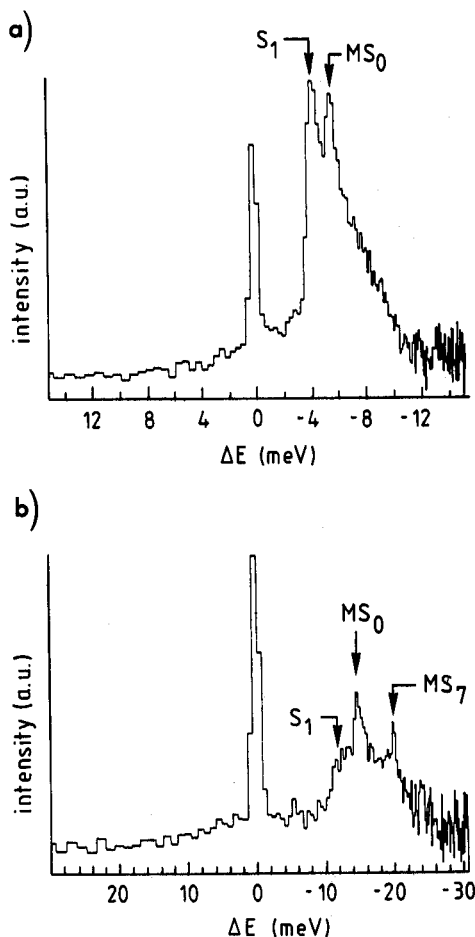 a)
S₁ MS₀
intensity (a.u.)
12 8 4 0 -4 -8 -12
ΔE (meV)
b)
MS₀
MS₇
S₁
intensity (a.u.)
20 10 0 -10 -20 -30
ΔE (meV)